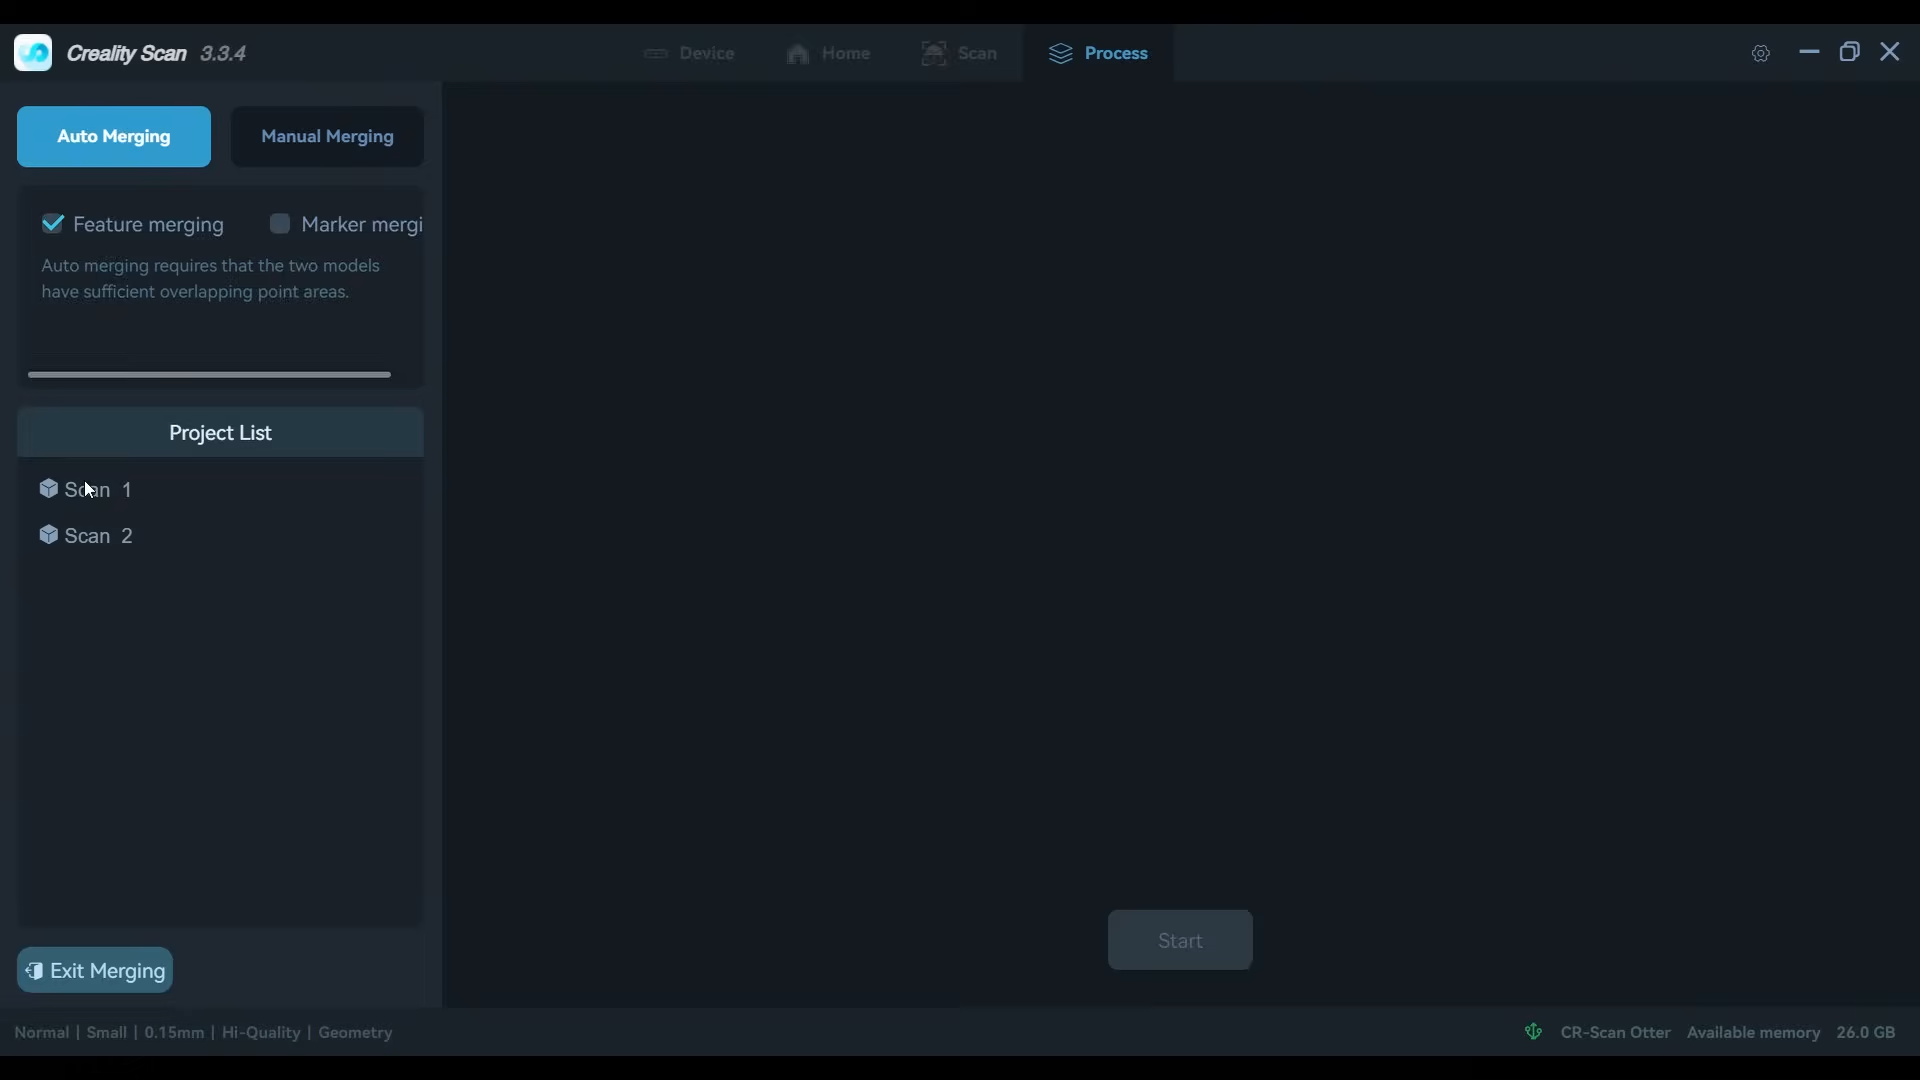 Creality Scan 3.3.4
Device
Home
Scan
Process
Auto Merging
Manual Merging
Feature merging
Marker mergi
Auto merging requires that the two models
have sufficient overlapping point areas.
Project List
Scan 1
Scan 2
Start
Exit Merging
Normal | Small | 0.15mm | Hi-Quality | Geometry
CR-Scan Otter Available memory 26.0 GB